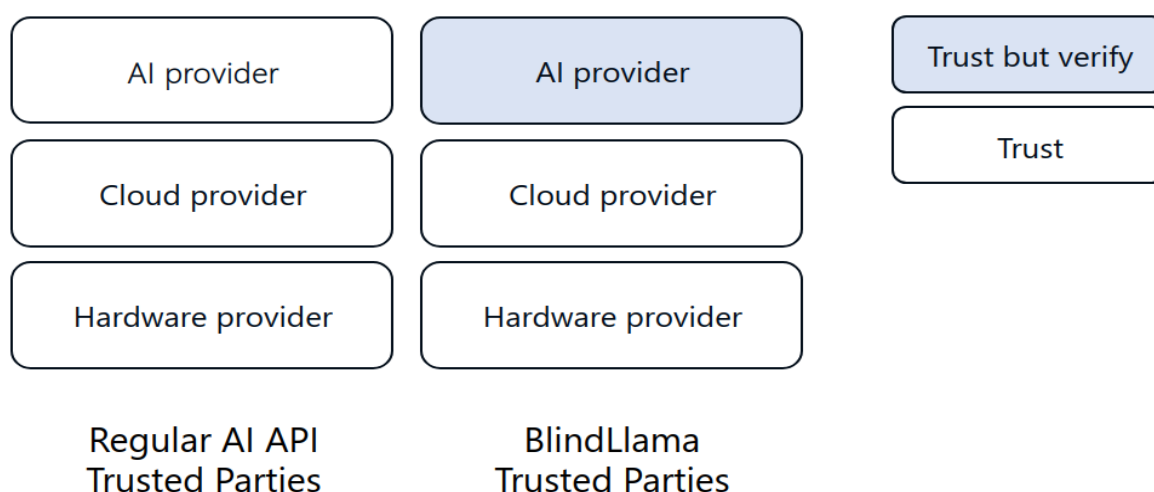 AI provider
AI provider
Trust but verify
Trust
Cloud provider
Cloud provider
Hardware provider
Hardware provider
Regular AI API
Trusted Parties
BlindLlama
Trusted Parties